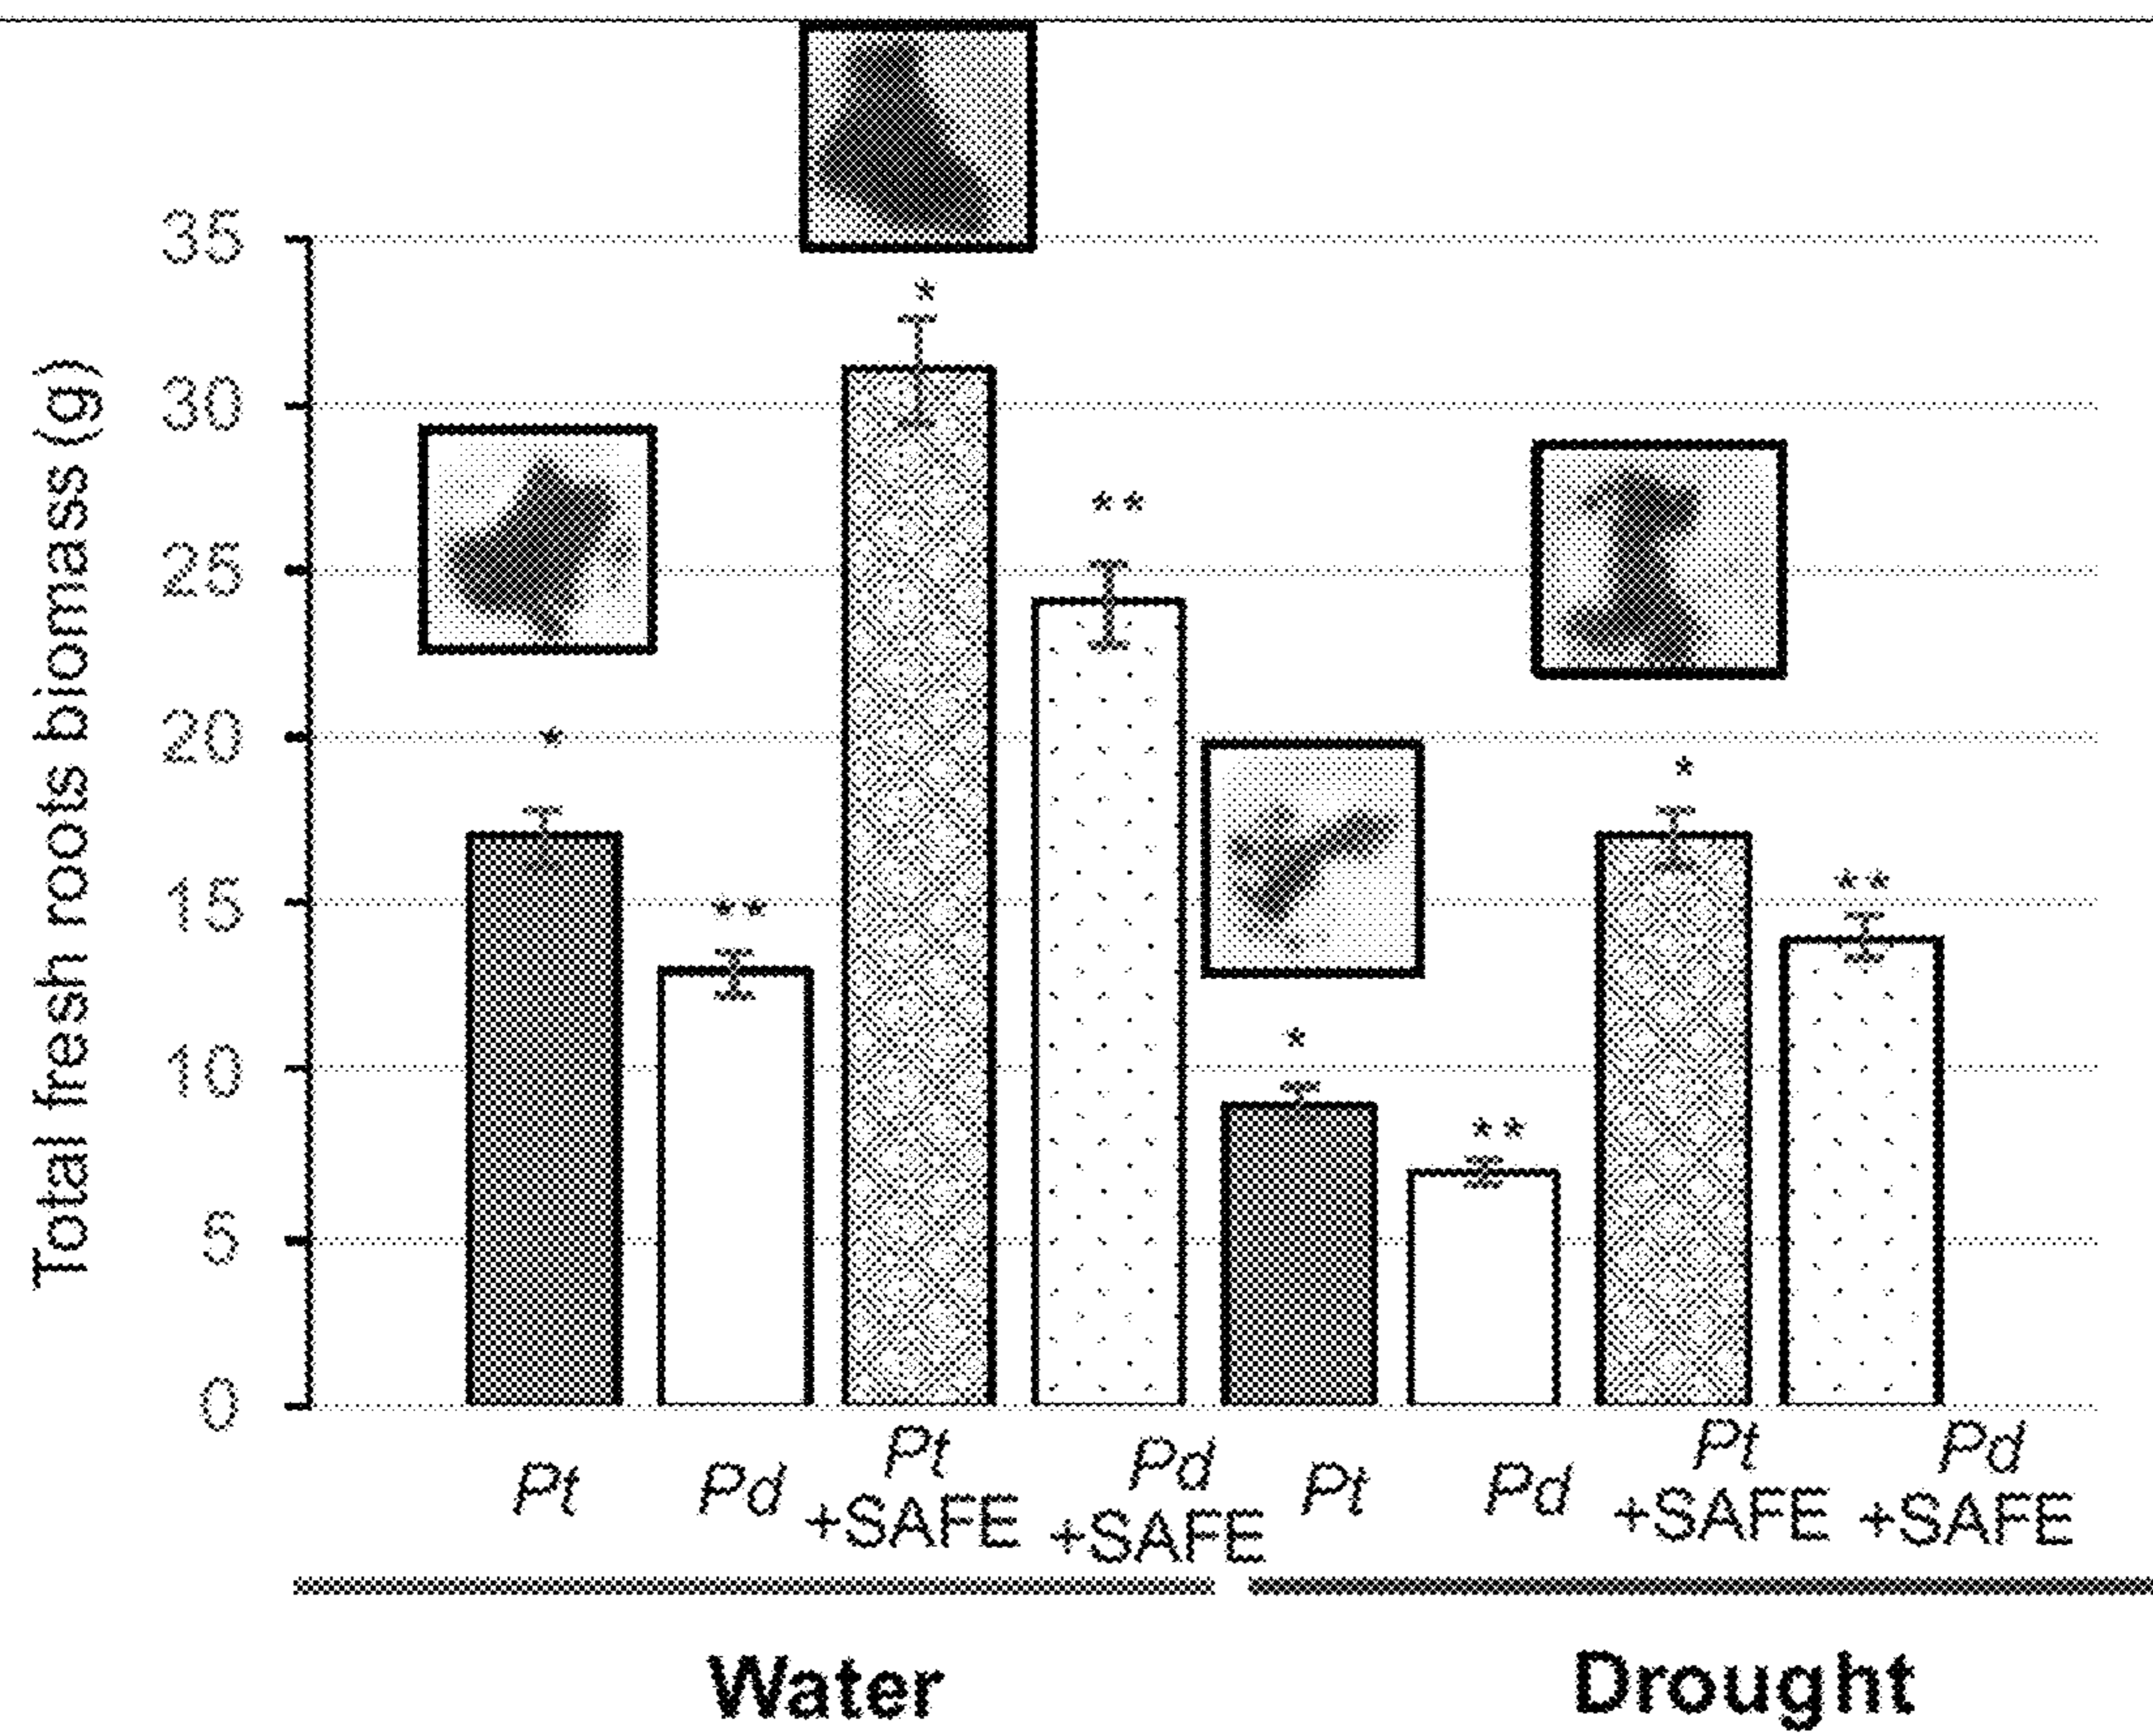 Total fresh roots biomass (g)
35
30
25
20
15
10
5
0
*
**
*
**
*
**
*
**
Pt
Pd
Pt
+SAFE
Pd
+SAFE
Pt
Pd
Pt
+SAFE
Pd
+SAFE
Water
Drought